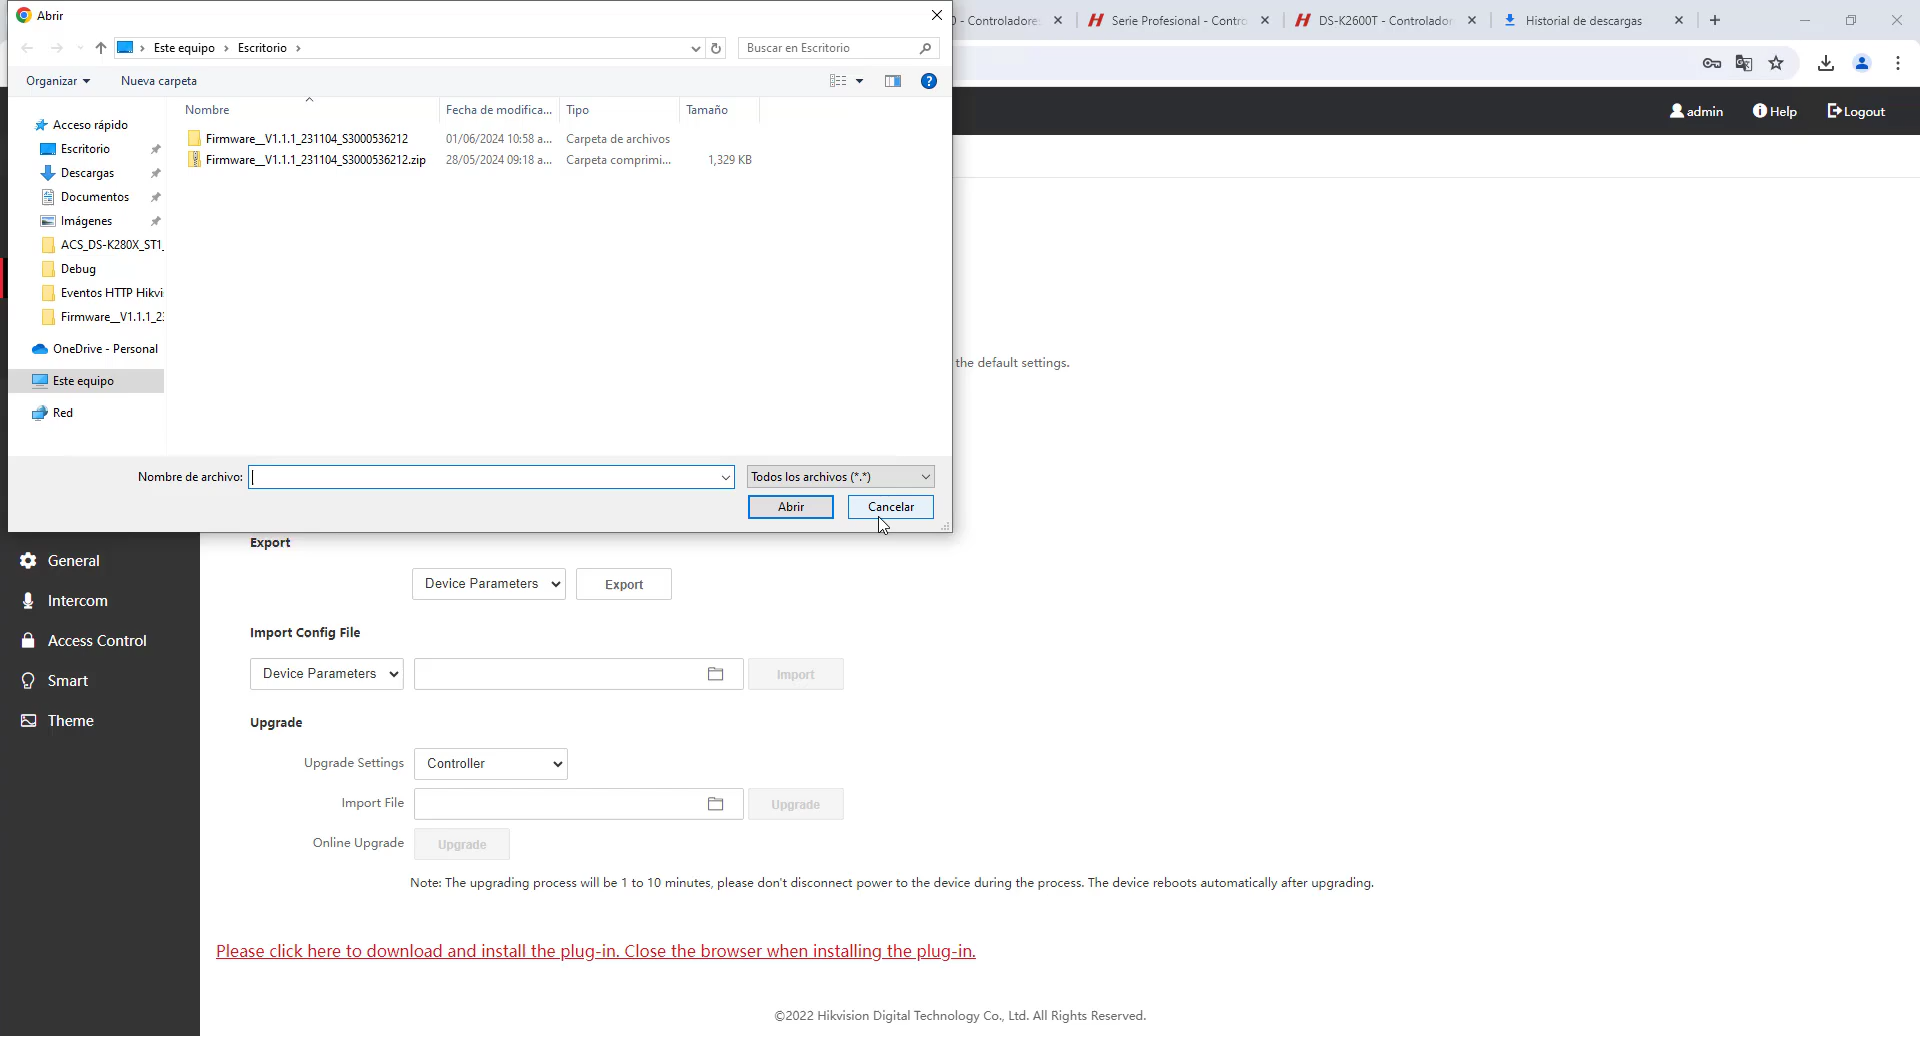 Abrir
0 - Controladores
Serie Profesional - Contro
DS-K2600T - Controlador
Historial de descargas
Este equipo
Escritorio
Buscar en Escritorio
Organizar
Nueva carpeta
admin
Help
Logout
Nombre
Fecha de modifica...
Tipo
Tamaño
Firmware__V1.1.1_231104_S3000536212
01/06/2024 10:58 a...
Carpeta de archivos
Firmware__V1.1.1_231104_S3000536212.zip
28/05/2024 09:18 a...
Carpeta comprimi...
1,329 KB
Acceso rápido
Escritorio
Descargas
Documentos
Imágenes
ACS_DS-K280X_ST1_
Debug
Eventos HTTP Hikvi
Firmware__V1.1.1_23
OneDrive - Personal
Este equipo
Red
the default settings.
Nombre de archivo:
Todos los archivos (*.*)
Abrir
Cancelar
General
Intercom
Access Control
Smart
Theme
Export
Device Parameters
Export
Import Config File
Device Parameters
Import
Upgrade
Upgrade Settings
Controller
Import File
Upgrade
Online Upgrade
Upgrade
Note: The upgrading process will be 1 to 10 minutes, please don't disconnect power to the device during the process. The device reboots automatically after upgrading.
Please click here to download and install the plug-in. Close the browser when installing the plug-in.
©2022 Hikvision Digital Technology Co., Ltd. All Rights Reserved.